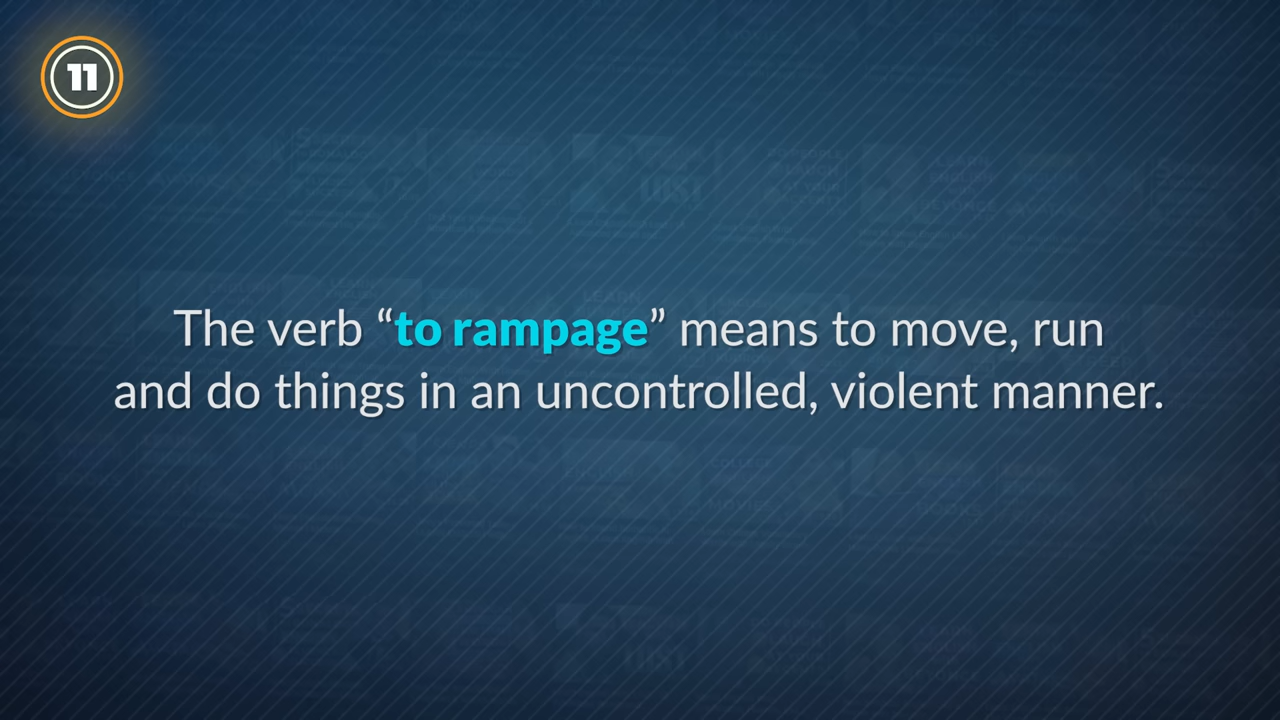 11
The verb “to rampage” means to move, run
and do things in an uncontrolled, violent manner.